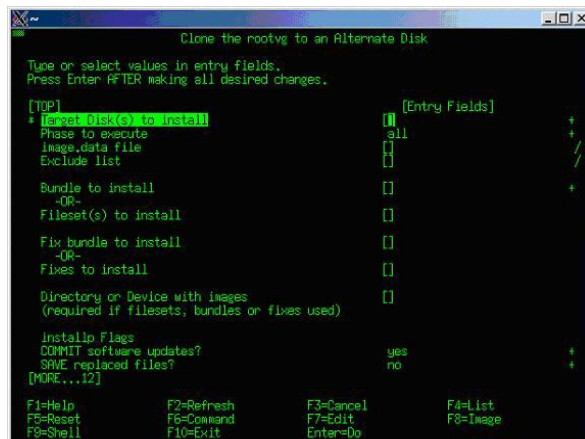 ~
Clone the rootvg to an Alternate Disk
Type or select values in entry fields.
Press Enter AFTER making all desired changes.
[TOP] [Entry Fields]
* Target Disk(s) to install [] +
Phase to execute all +
image.data file [] /
Exclude list [] /
Bundle to install [] +
-OR-
Fileset(s) to install []
Fix bundle to install []
-OR-
Fixes to install []
Directory or Device with images []
(required if filesets, bundles or fixes used)
installp Flags
COMMIT software updates? yes +
SAVE replaced files? no +
[MORE...12]
F1=Help F2=Refresh F3=Cancel F4=List
F5=Reset F6=Command F7=Edit F8=Image
F9=Shell F10=Exit Enter=Do